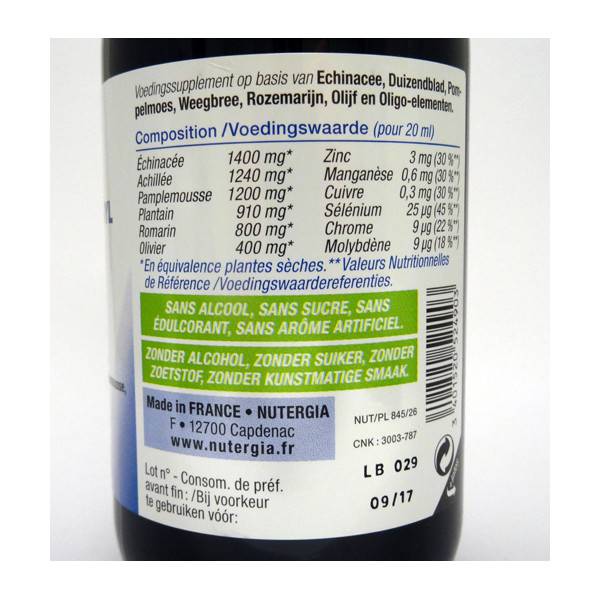 Voedingssupplement op basis van Echinacee, Duizendblad, Pom-
pelmoes, Weegbree, Rozemarijn, Olijf en Oligo-elementen.
Composition /Voedingswaarde (pour 20 ml)
Échinacée 1400 mg* Zinc 3 mg (30 %**)
Achillée 1240 mg* Manganèse 0,6 mg (30 %**)
Pamplemousse 1200 mg* Cuivre 0,3 mg (30 %**)
Plantain 910 mg* Sélénium 25 µg (45 %**)
Romarin 800 mg* Chrome 9 µg (22 %**)
Olivier 400 mg* Molybdène 9 µg (18 %**)
*En équivalence plantes sèches.**Valeurs Nutritionnelles
de Référence /Voedingswaardereferenties.
SANS ALCOOL, SANS SUCRE, SANS
ÉDULCORANT, SANS ARÔME ARTIFICIEL.
ZONDER ALCOHOL, ZONDER SUIKER, ZONDER
ZOETSTOF, ZONDER KUNSTMATIGE SMAAK.
Made in FRANCE • NUTERGIA
F • 12700 Capdenac
www.nutergia.fr
NUT/PL 845/26
CNK : 3003-787
3 401520 524903
Lot n° - Consom. de préf.
avant fin : /Bij voorkeur
te gebruiken vóór:
LB 029
09/17